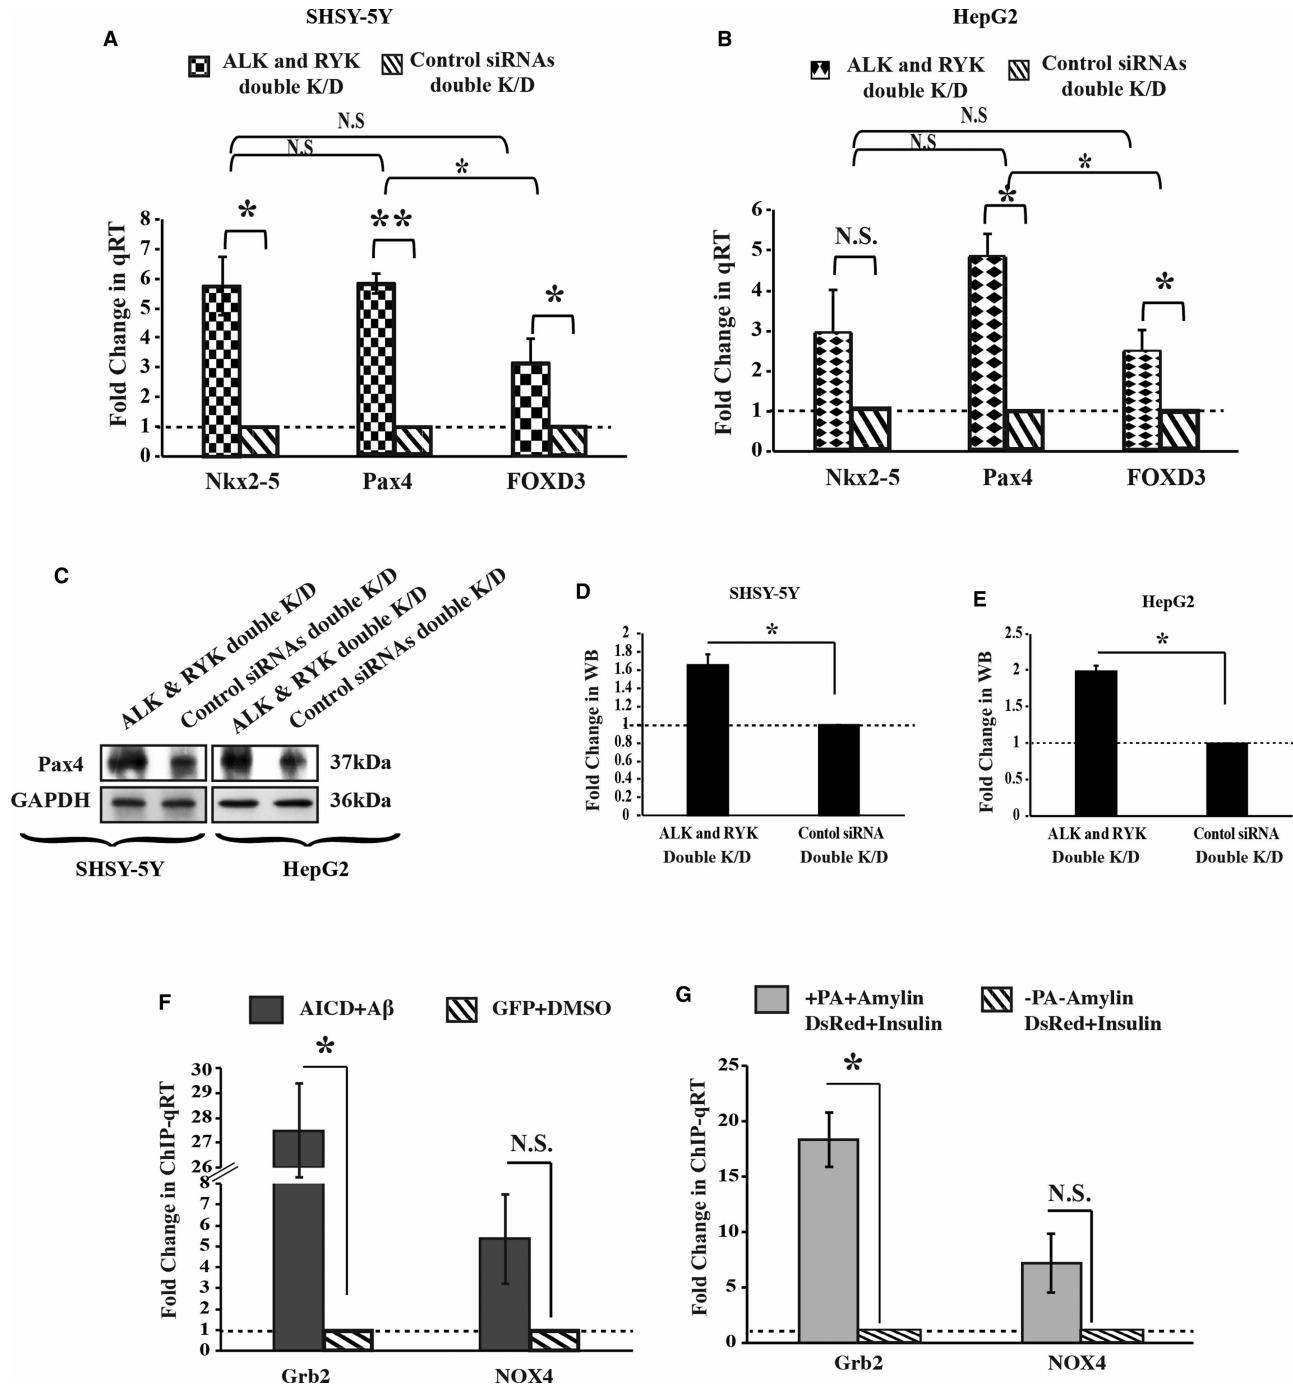 SHSY-5Y
A
ALK and RYK
double K/D
Control siRNAs
double K/D
N.S
N.S
*
*
**
*
Fold Change in qRT
8
7
6
5
4
3
2
1
0
Nkx2-5
Pax4
FOXD3
HepG2
B
ALK and RYK
double K/D
Control siRNAs
double K/D
N.S
N.S
*
N.S.
*
*
Fold Change in qRT
6
5
4
3
2
1
0
Nkx2-5
Pax4
FOXD3
C
ALK & RYK double K/D
Control siRNAs double K/D
ALK & RYK double K/D
Control siRNAs double K/D
Pax4
37kDa
GAPDH
36kDa
SHSY-5Y
HepG2
D
SHSY-5Y
*
Fold Change in WB
2
1.8
1.6
1.4
1.2
1
0.8
0.6
0.4
0.2
0
ALK and RYK
Double K/D
Contol siRNA
Double K/D
E
HepG2
*
Fold Change in WB
2.5
2
1.5
1
0.5
0
ALK and RYK
Double K/D
Contol siRNA
Double K/D
F
AICD+Aβ
GFP+DMSO
*
N.S.
Fold Change in ChIP-qRT
30
29
28
27
26
8
7
6
5
4
3
2
1
0
Grb2
NOX4
G
+PA+Amylin
DsRed+Insulin
-PA-Amylin
DsRed+Insulin
*
N.S.
Fold Change in ChIP-qRT
25
20
15
10
5
0
Grb2
NOX4